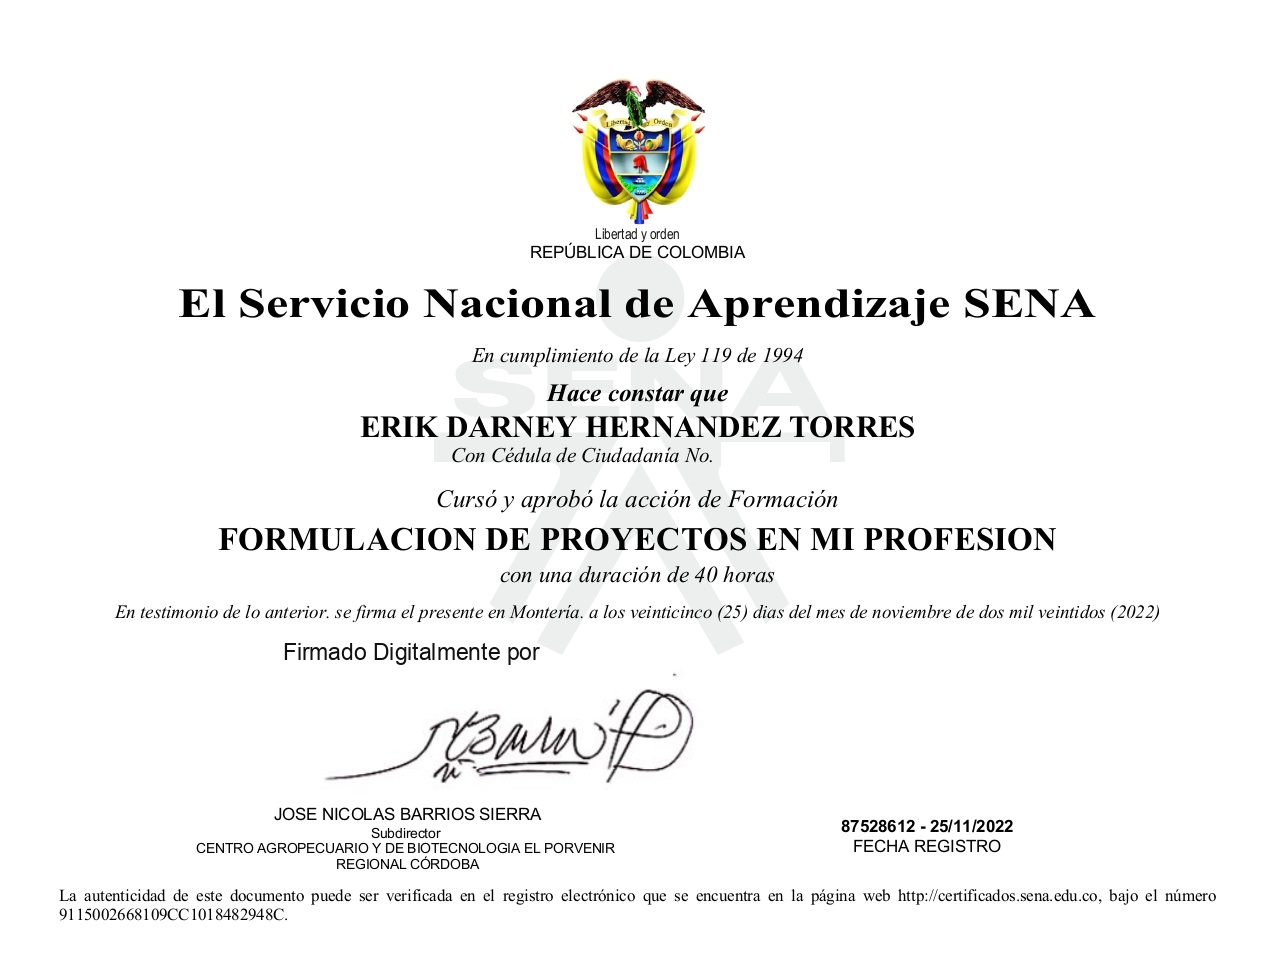 Libertad y Orden
Libertad y orden
REPÚBLICA DE COLOMBIA
El Servicio Nacional de Aprendizaje SENA
En cumplimiento de la Ley 119 de 1994
SENA
Hace constar que
ERIK DARNEY HERNANDEZ TORRES
Con Cédula de Ciudadanía No.
Cursó y aprobó la acción de Formación
FORMULACION DE PROYECTOS EN MI PROFESION
con una duración de 40 horas
En testimonio de lo anterior. se firma el presente en Montería. a los veinticinco (25) dias del mes de noviembre de dos mil veintidos (2022)
Firmado Digitalmente por
JOSE NICOLAS BARRIOS SIERRA
Subdirector
CENTRO AGROPECUARIO Y DE BIOTECNOLOGIA EL PORVENIR
REGIONAL CÓRDOBA
87528612 - 25/11/2022
FECHA REGISTRO
La autenticidad de este documento puede ser verificada en el registro electrónico que se encuentra en la página web http://certificados.sena.edu.co, bajo el número
9115002668109CC1018482948C.